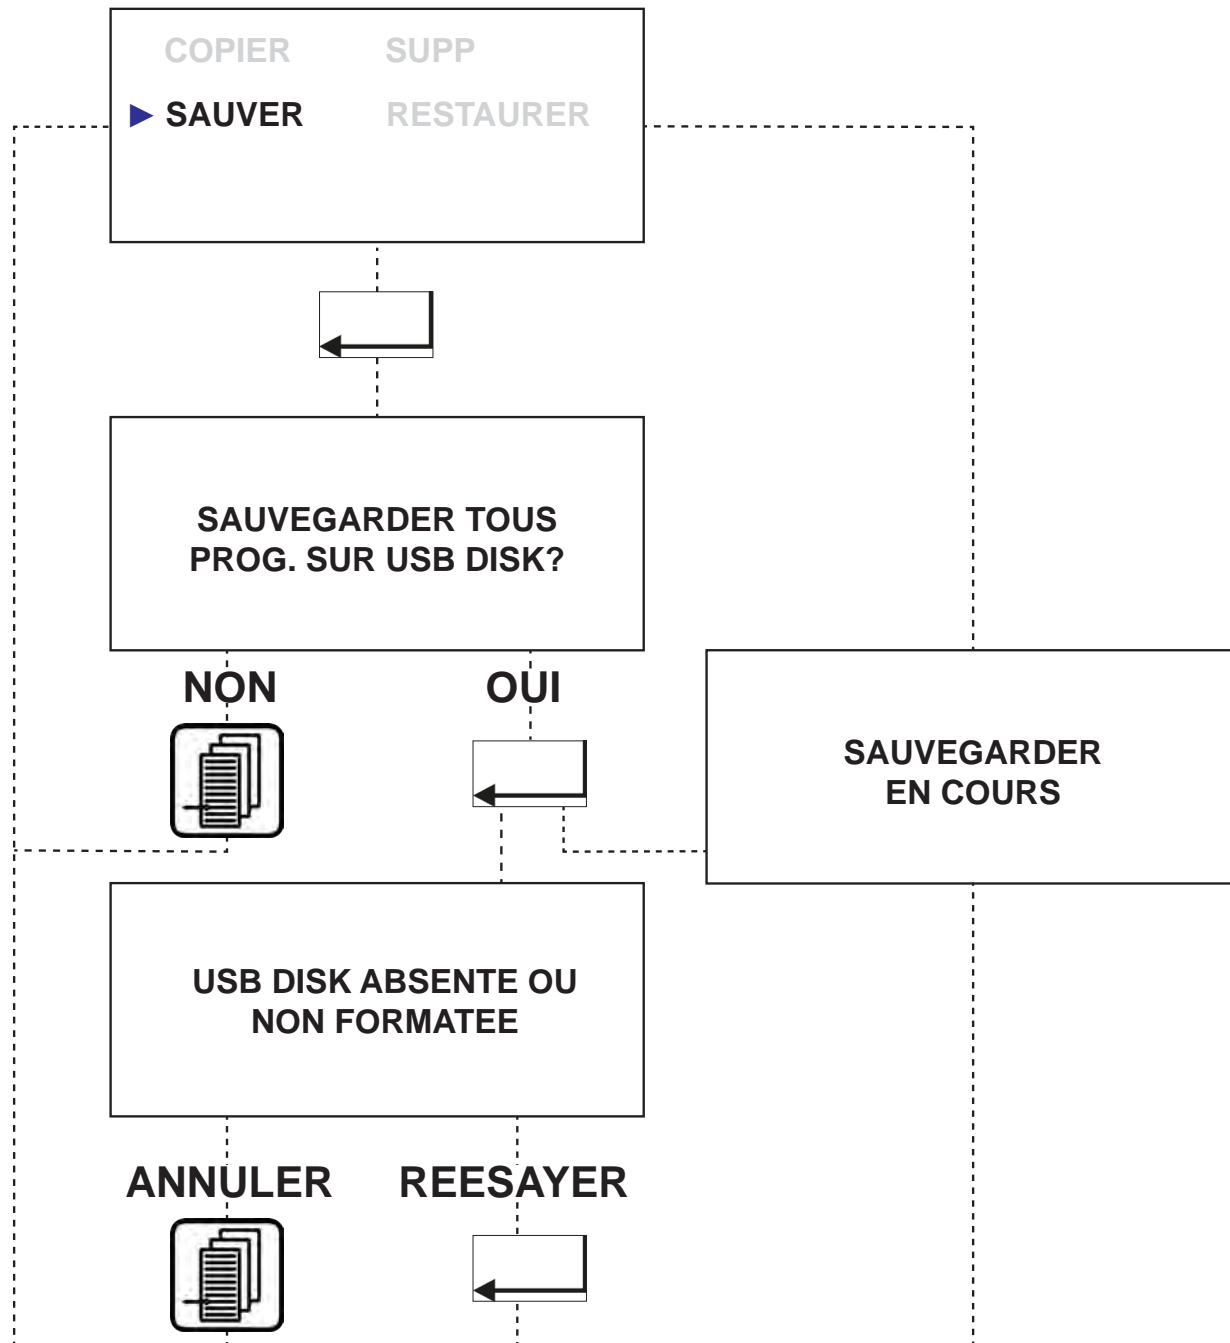 COPIER SUPP
SAUVER RESTAURER
SAUVEGARDER TOUS
PROG. SUR USB DISK?
NON OUI
SAUVEGARDER
EN COURS
USB DISK ABSENTE OU
NON FORMATEE
ANNULER REESAYER